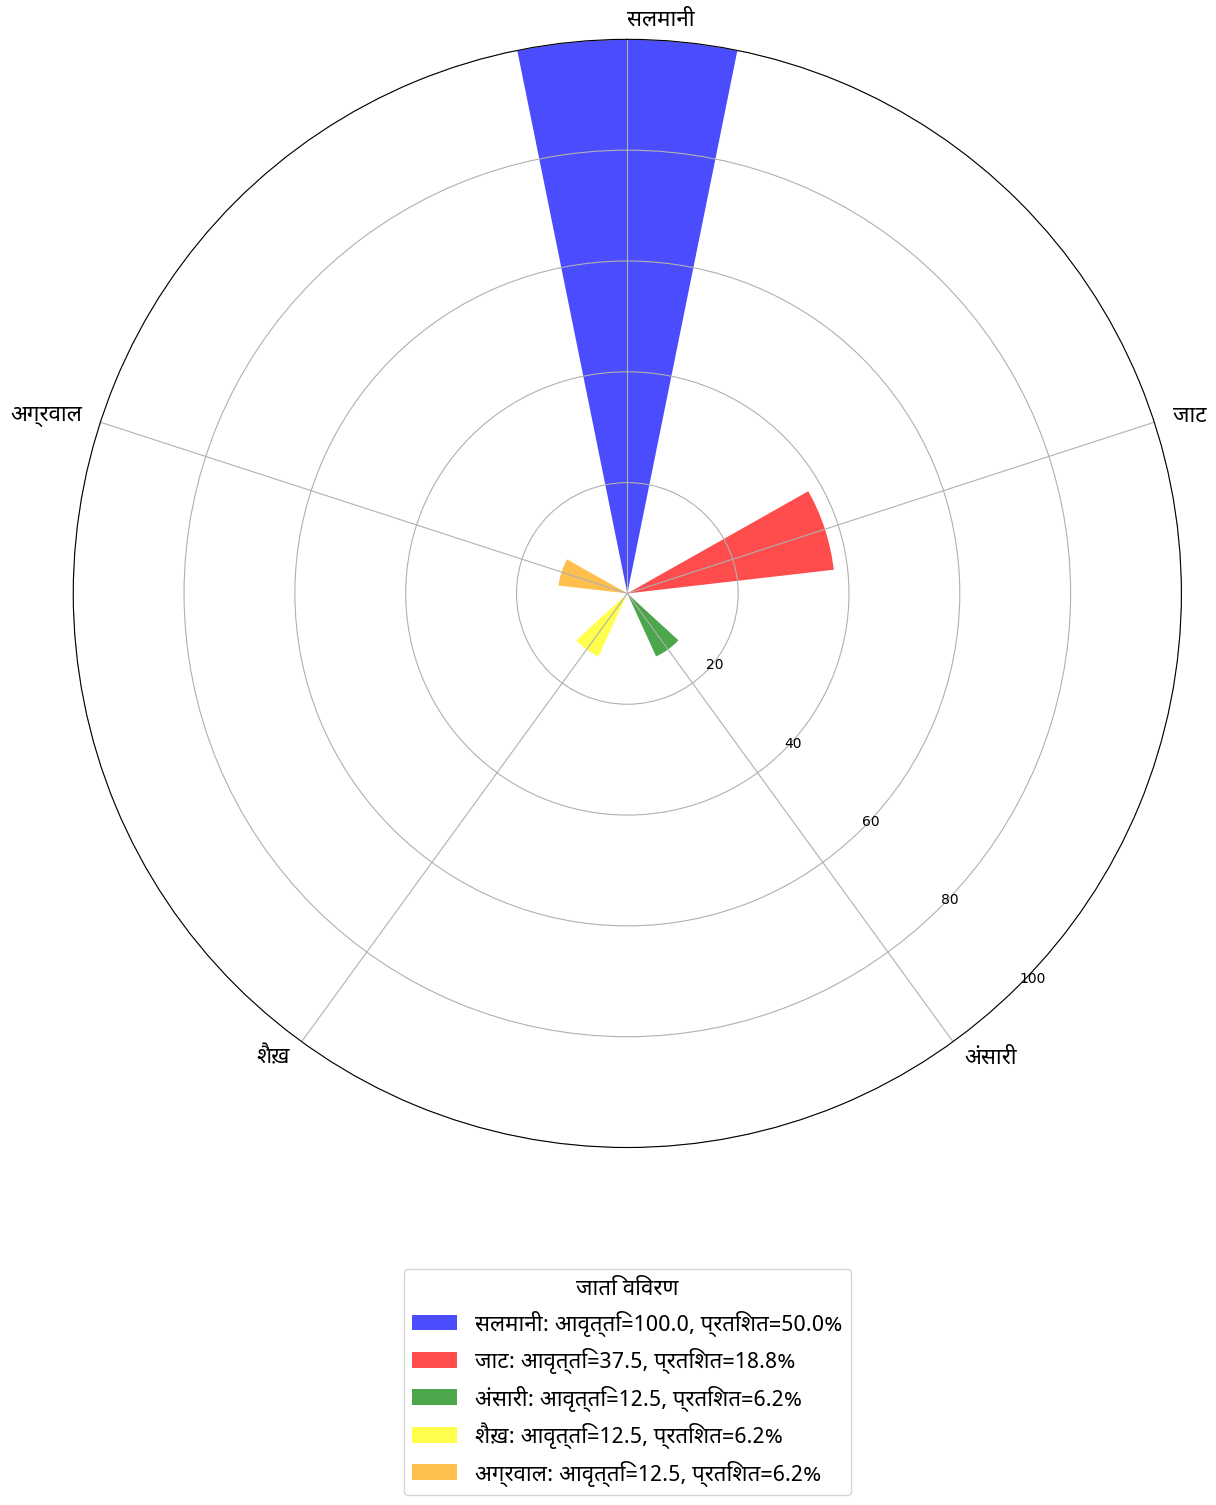 सलमानी
अग्रवाल
जाट
20
40
60
80
100
शैख़
अंसारी
जाति विवरण
सलमानी: आवृत्ति=100.0, प्रतिशत=50.0%
जाट: आवृत्ति=37.5, प्रतिशत=18.8%
अंसारी: आवृत्ति=12.5, प्रतिशत=6.2%
शैख़: आवृत्ति=12.5, प्रतिशत=6.2%
अग्रवाल: आवृत्ति=12.5, प्रतिशत=6.2%